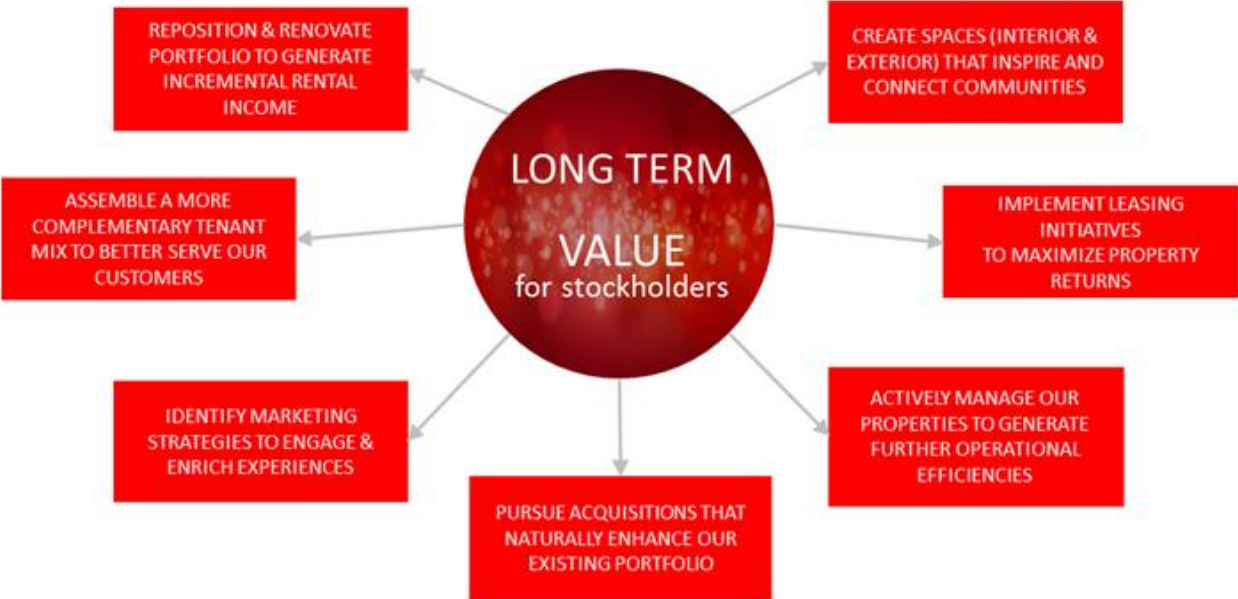 REPOSITION & RENOVATE
PORTFOLIO TO GENERATE
INCREMENTAL RENTAL
INCOME
CREATE SPACES (INTERIOR &
EXTERIOR) THAT INSPIRE AND
CONNECT COMMUNITIES
LONG TERM
VALUE
for stockholders
ASSEMBLE A MORE
COMPLEMENTARY TENANT
MIX TO BETTER SERVE OUR
CUSTOMERS
IMPLEMENT LEASING
INITIATIVES
TO MAXIMIZE PROPERTY
RETURNS
IDENTIFY MARKETING
STRATEGIES TO ENGAGE &
ENRICH EXPERIENCES
ACTIVELY MANAGE OUR
PROPERTIES TO GENERATE
FURTHER OPERATIONAL
EFFICIENCIES
PURSUE ACQUISITIONS THAT
NATURALLY ENHANCE OUR
EXISTING PORTFOLIO